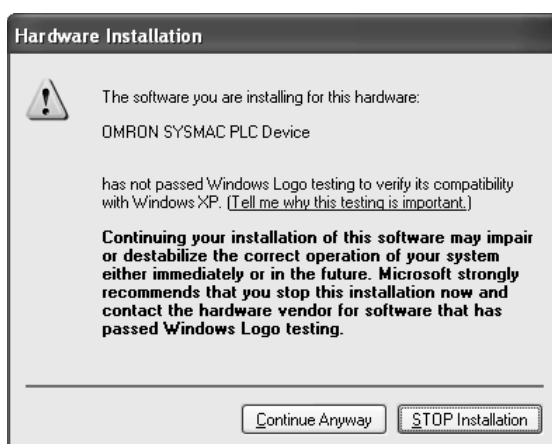 Hardware Installation
The software you are installing for this hardware:
OMRON SYSMAC PLC Device
has not passed Windows Logo testing to verify its compatibility
with Windows XP. (Tell me why this testing is important.)
Continuing your installation of this software may impair
or destabilize the correct operation of your system
either immediately or in the future. Microsoft strongly
recommends that you stop this installation now and
contact the hardware vendor for software that has
passed Windows Logo testing.
Continue Anyway STOP Installation